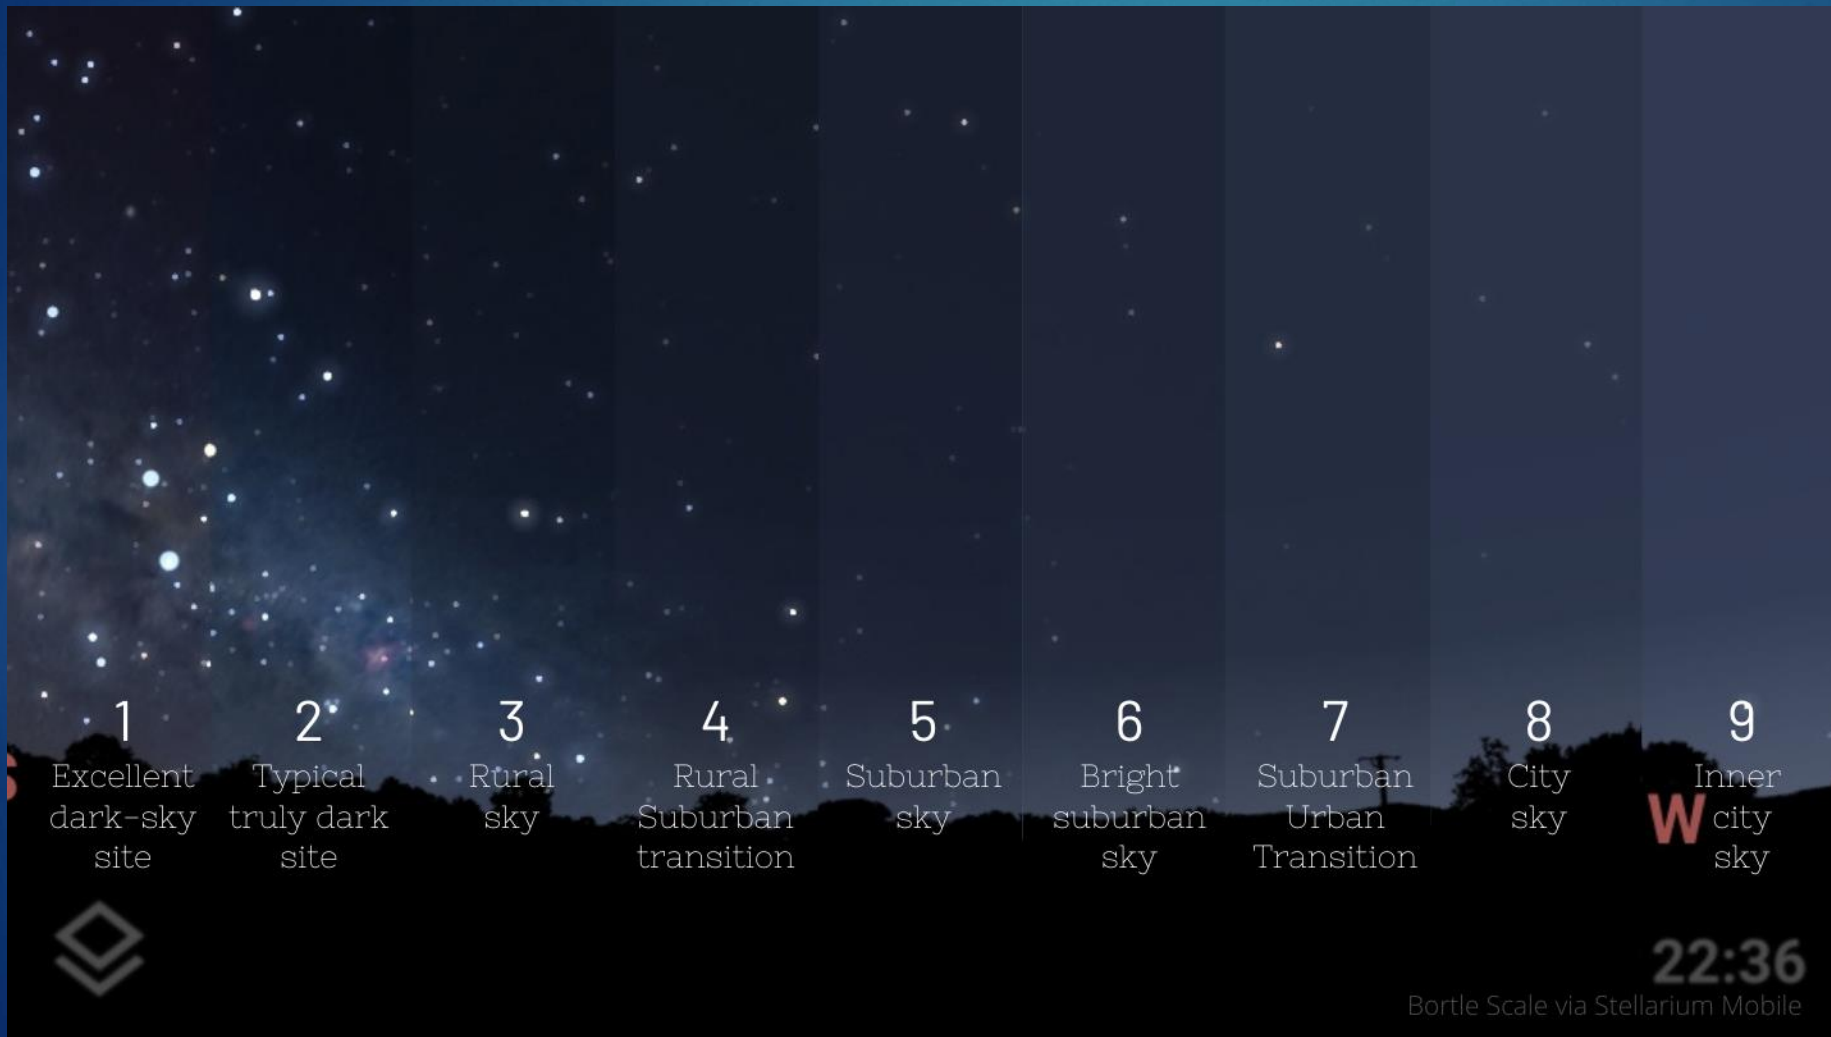 1
Excellent
dark-sky
site
2
Typical
truly dark
site
3
Rural
sky
4
Rural
Suburban
transition
5
Suburban
sky
6
Bright
suburban
sky
7
Suburban
Urban
Transition
8
City
sky
9
Inner
city
sky
S
W
22:36
Bortle Scale via Stellarium Mobile